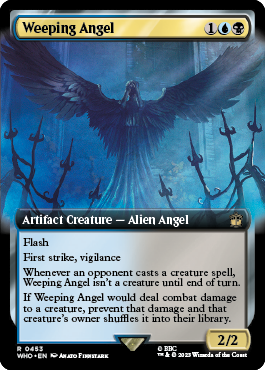 Weeping Angel 1
Artifact Creature — Alien Angel
Flash
First strike, vigilance
Whenever an opponent casts a creature spell,
Weeping Angel isn't a creature until end of turn.
If Weeping Angel would deal combat damage
to a creature, prevent that damage and that
creature's owner shuffles it into their library.
2/2
R 0453
WHO • EN ANATO FINNSTARK
© BBC
™ & © 2023 Wizards of the Coast